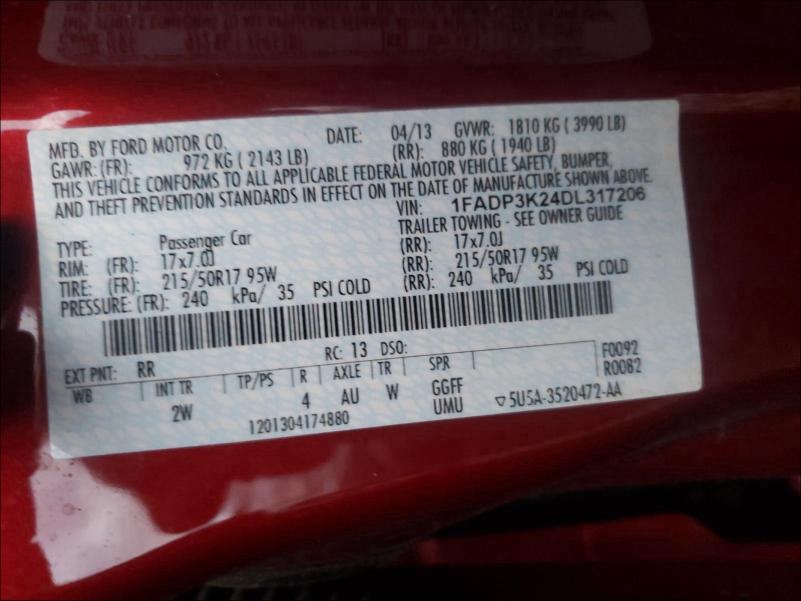 MFD. BY FORD MOTOR CO. DATE: 04/13 GVWR: 1810 KG ( 3990 LB)
GAWR: (FR): 972 KG ( 2143 LB) (RR): 880 KG ( 1940 LB)
THIS VEHICLE CONFORMS TO ALL APPLICABLE FEDERAL MOTOR VEHICLE SAFETY, BUMPER,
AND THEFT PREVENTION STANDARDS IN EFFECT ON THE DATE OF MANUFACTURE SHOWN ABOVE.
VIN: 1FADP3K24DL317206
TYPE: Passenger Car TRAILER TOWING - SEE OWNER GUIDE
RIM: (FR): 17x7.0J (RR): 17x7.0J
TIRE: (FR): 215/50R17 95W (RR): 215/50R17 95W
PRESSURE: (FR): 240 kPa/ 35 PSI COLD (RR): 240 kPa/ 35 PSI COLD
RC: 13 DSO:
EXT PNT: RR F0092
WB INT TR TP/PS R AXLE TR SPR R0082
2W 4 AU W GGFF
1201304174880 UMU ▽5U5A-3520472-AA